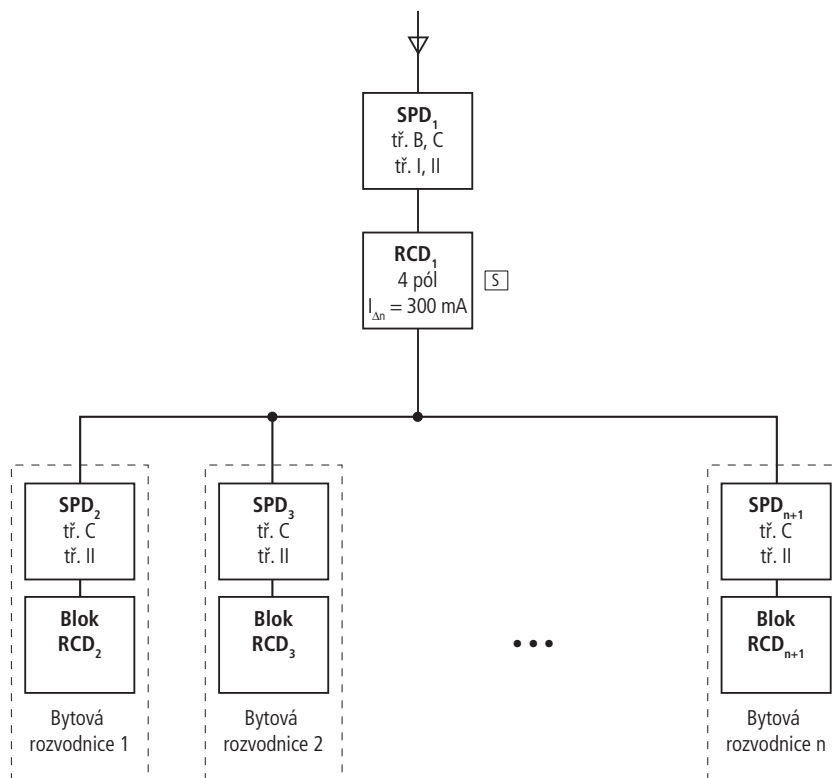 SPD₁
tř. B, C
tř. I, II
RCD₁
4 pól
I_Δn = 300 mA
S
SPD₂
tř. C
tř. II
SPD₃
tř. C
tř. II
SPDₙ₊₁
tř. C
tř. II
Blok
RCD₂
Blok
RCD₃
Blok
RCDₙ₊₁
Bytová
rozvodnice 1
Bytová
rozvodnice 2
Bytová
rozvodnice n